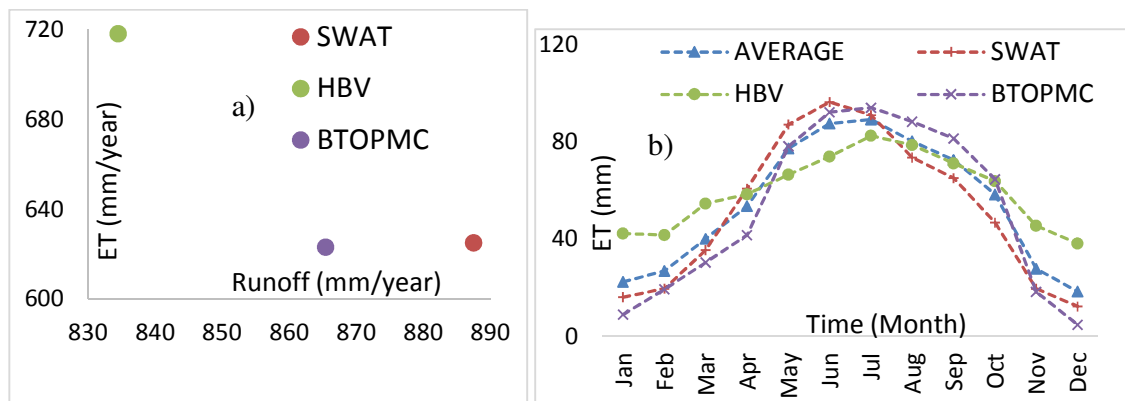 720
680
640
600
ET (mm/year)
SWAT
HBV
BTOPMC
a)
Runoff (mm/year)
830 840 850 860 870 880 890
120
80
40
0
ET (mm)
AVERAGE SWAT
HBV BTOPMC
b)
Time (Month)
Jan Feb Mar Apr May Jun Jul Aug Sep Oct Nov Dec